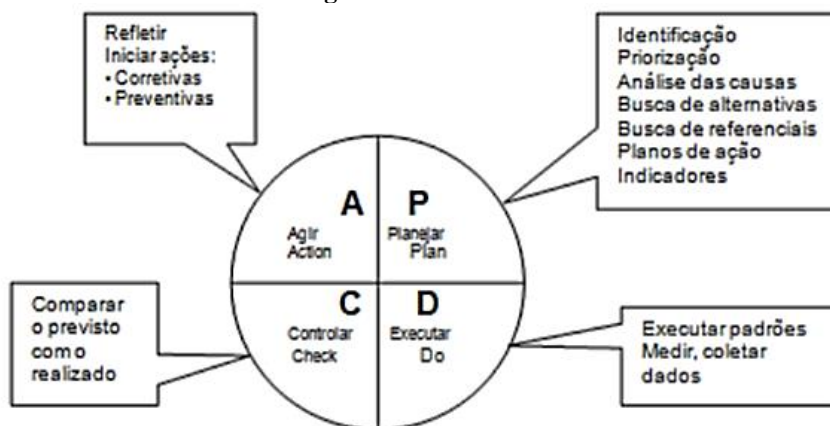 Refletir
Iniciar ações:
• Corretivas
• Preventivas
Identificação
Priorização
Análise das causas
Busca de alternativas
Busca de referenciais
Planos de ação
Indicadores
A
Agir
Action
P
Planejar
Plan
C
Controlar
Check
D
Executar
Do
Comparar
o previsto
com o
realizado
Executar padrões
Medir, coletar
dados